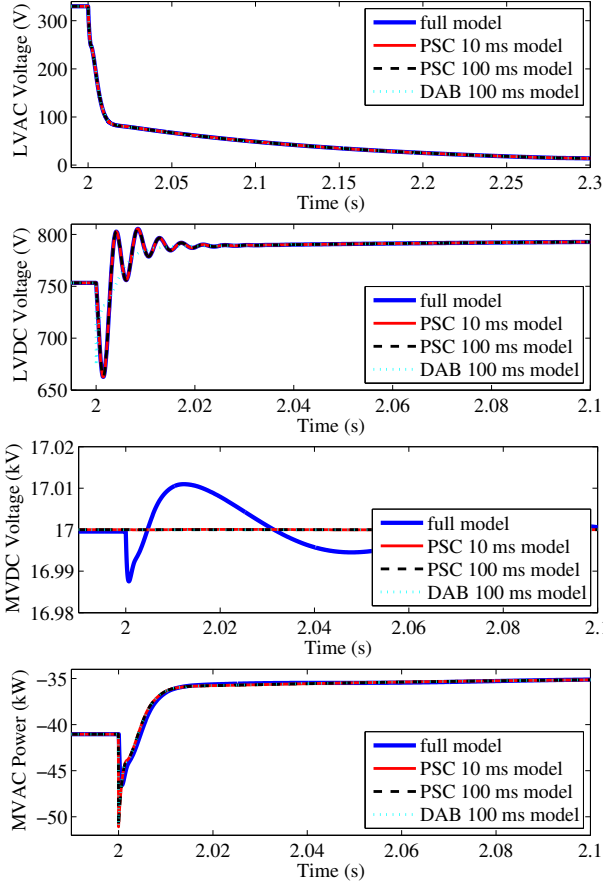 300
200
100
0
LVAC Voltage (V)
full model
PSC 10 ms model
PSC 100 ms model
DAB 100 ms model
2 2.05 2.1 2.15 2.2 2.25 2.3
Time (s)
800
750
700
650
LVDC Voltage (V)
full model
PSC 10 ms model
PSC 100 ms model
DAB 100 ms model
2 2.02 2.04 2.06 2.08 2.1
Time (s)
17.02
17.01
17
16.99
16.98
MVDC Voltage (kV)
full model
PSC 10 ms model
PSC 100 ms model
DAB 100 ms model
2 2.02 2.04 2.06 2.08
Time (s)
−35
−40
−45
−50
MVAC Power (kW)
full model
PSC 10 ms model
PSC 100 ms model
DAB 100 ms model
2 2.02 2.04 2.06 2.08 2.1
Time (s)